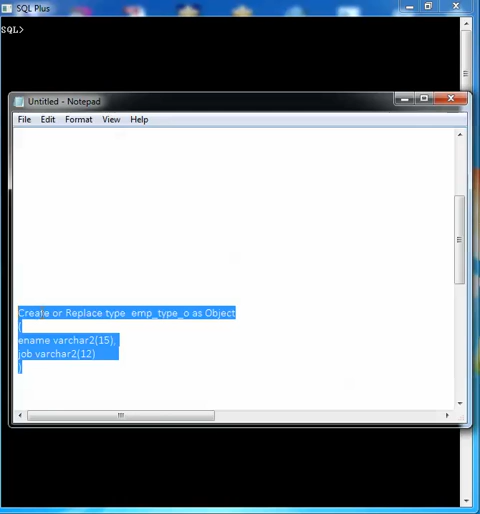 SQL Plus
SQL>
Untitled - Notepad
File Edit Format View Help
Create or Replace type  emp_type_o as Object
(
ename varchar2(15),
job varchar2(12)
)